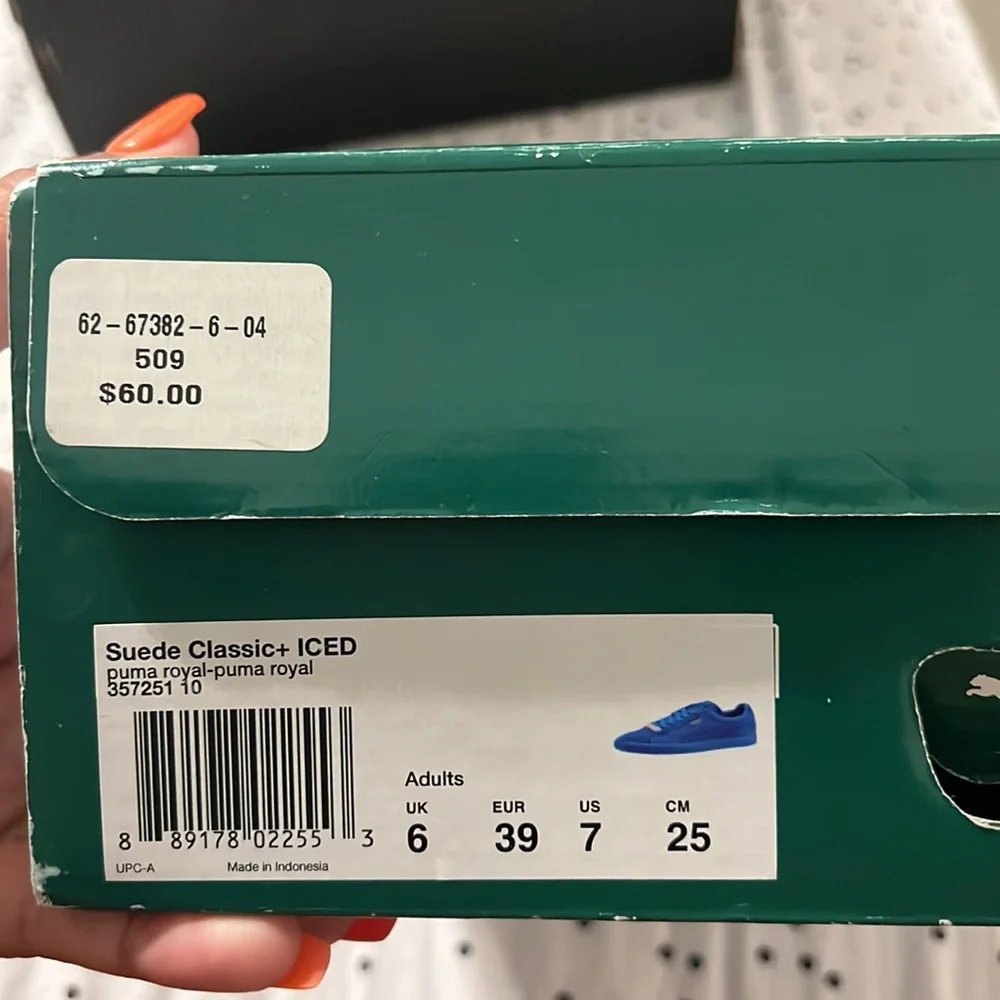 62-67382-6-04
509
$60.00
Suede Classic+ ICED
puma royal-puma royal
357251 10
8 89178 02255 3
UPC-A Made in Indonesia
Adults
UK EUR US CM
6 39 7 25